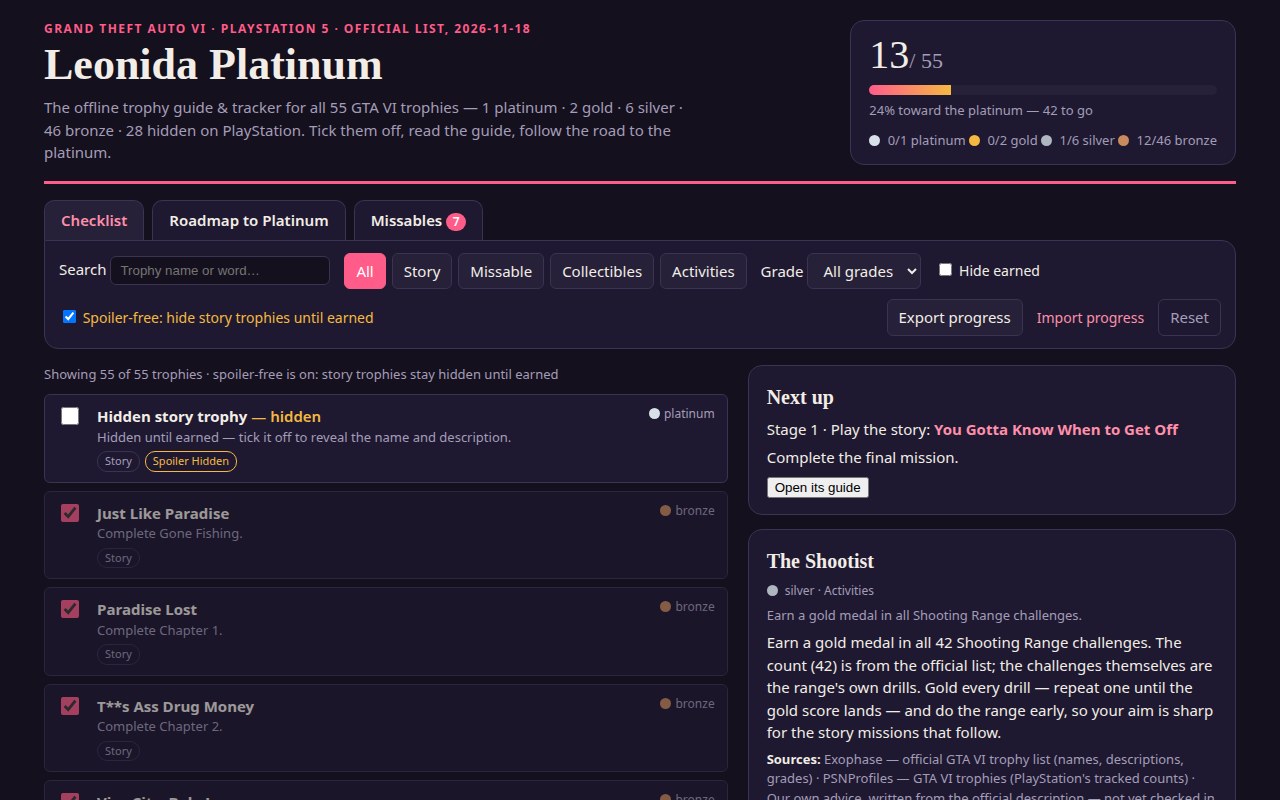 GRAND THEFT AUTO VI · PLAYSTATION 5 · OFFICIAL LIST, 2026-11-18
Leonida Platinum
The offline trophy guide & tracker for all 55 GTA VI trophies — 1 platinum · 2 gold · 6 silver ·
46 bronze · 28 hidden on PlayStation. Tick them off, read the guide, follow the road to the
platinum.
13/ 55
24% toward the platinum — 42 to go
0/1 platinum 0/2 gold 1/6 silver 12/46 bronze
Checklist
Roadmap to Platinum
Missables 7
Search Trophy name or word…
All
Story
Missable
Collectibles
Activities
Grade All grades
Hide earned
Spoiler-free: hide story trophies until earned
Export progress
Import progress
Reset
Showing 55 of 55 trophies · spoiler-free is on: story trophies stay hidden until earned
Hidden story trophy — hidden
platinum
Hidden until earned — tick it off to reveal the name and description.
Story
Spoiler Hidden
Just Like Paradise
bronze
Complete Gone Fishing.
Story
Paradise Lost
bronze
Complete Chapter 1.
Story
T**s Ass Drug Money
bronze
Complete Chapter 2.
Story
bronze
Next up
Stage 1 · Play the story: You Gotta Know When to Get Off
Complete the final mission.
Open its guide
The Shootist
silver · Activities
Earn a gold medal in all Shooting Range challenges.
Earn a gold medal in all 42 Shooting Range challenges. The
count (42) is from the official list; the challenges themselves are
the range's own drills. Gold every drill — repeat one until the
gold score lands — and do the range early, so your aim is sharp
for the story missions that follow.
Sources: Exophase — official GTA VI trophy list (names, descriptions,
grades) · PSNProfiles — GTA VI trophies (PlayStation's tracked counts) ·
Our own advice, written from the official description — not yet checked in